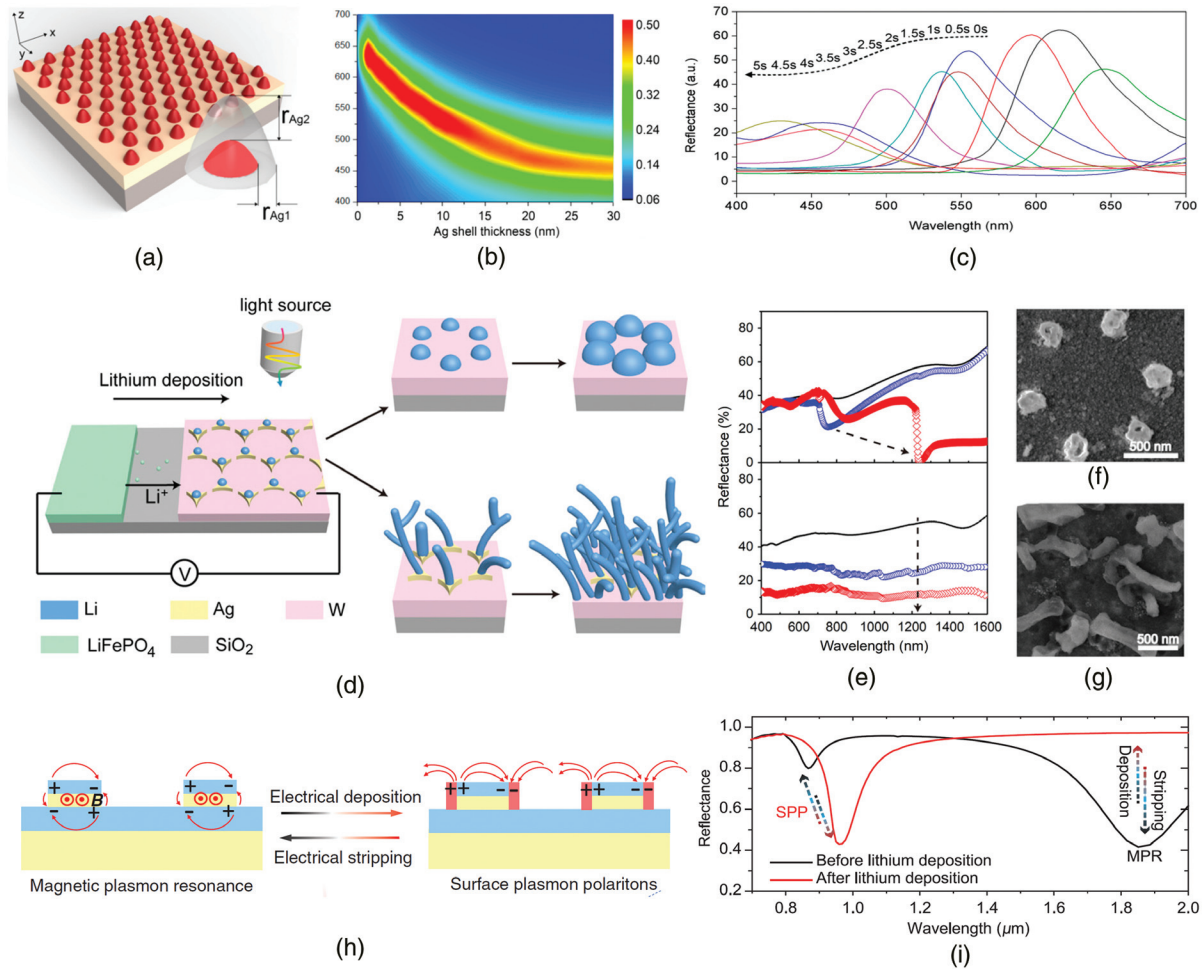 z
x
y
rAg2
rAg1
(a)
700
650
600
550
500
450
400
0 5 10 15 20 25 30
Ag shell thickness (nm)
0.50
0.41
0.32
0.24
0.15
0.06
(b)
70
60
50
40
30
20
10
0
Reflectance (a.u.)
5s 4.5s 4s 3.5s 3s 2.5s 2s 1.5s 1s 0.5s 0s
400 450 500 550 600 650 700
Wavelength (nm)
(c)
light source
Lithium deposition
Li+
V
Li
Ag
W
LiFePO4
SiO2
(d)
80
60
40
20
0
80
60
40
20
0
Reflectance (%)
400 600 800 1000 1200 1400 1600
Wavelength (nm)
(e)
500 nm
(f)
500 nm
(g)
+ -
B
- +
+ -
- +
Electrical deposition
Electrical stripping
+ + - -
+ + - -
Magnetic plasmon resonance
Surface plasmon polaritons
(h)
1.0
0.8
0.6
0.4
0.2
Reflectance
SPP
Deposition
Stripping
MPR
Before lithium deposition
After lithium deposition
0.8 1.0 1.2 1.4 1.6 1.8 2.0
Wavelength (µm)
(i)